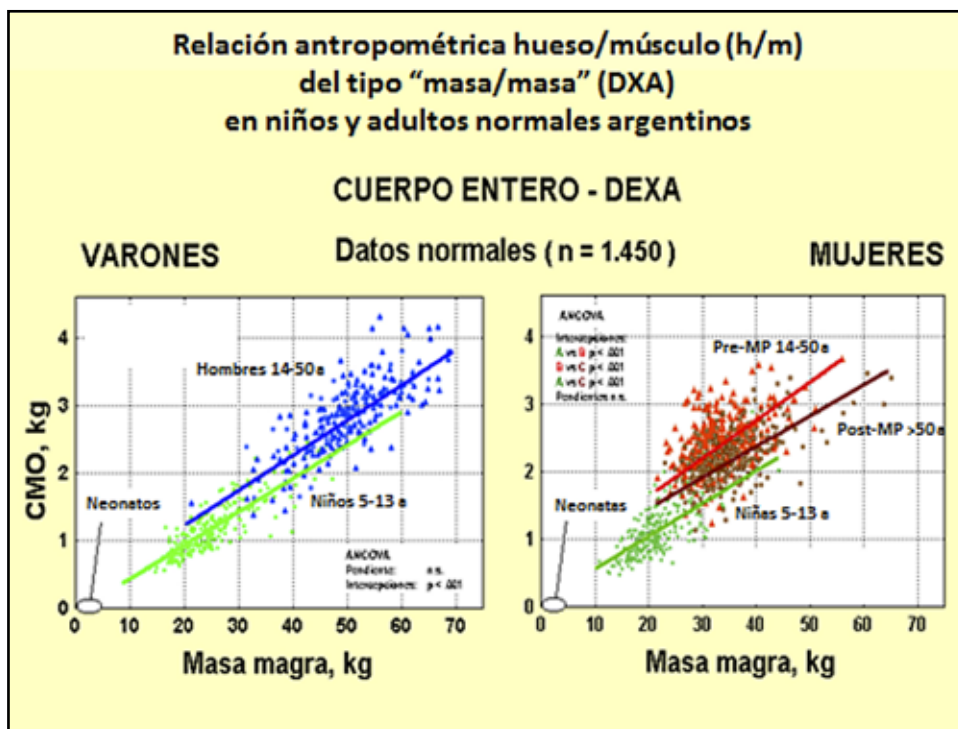 Relación antropométrica hueso/músculo (h/m)
del tipo “masa/masa” (DXA)
en niños y adultos normales argentinos
CUERPO ENTERO - DEXA
VARONES
Datos normales ( n = 1.450 )
MUJERES
CMO, kg
4
3
2
1
0
Hombres 14-50 a
Neonatos
Niños 5-13 a
ANCOVA
Pendiente: n.s.
Intercepciones: p < .001
0 10 20 30 40 50 60 70
Masa magra, kg
4
3
2
1
0
ANCOVA
Intercepciones:
A vs B p < .001
B vs C p < .001
A vs C p < .001
Pendientes n.s.
Pre-MP 14-50 a
Post-MP >50 a
Neonatas
Niñas 5-13 a
0 10 20 30 40 50 60 70
Masa magra, kg